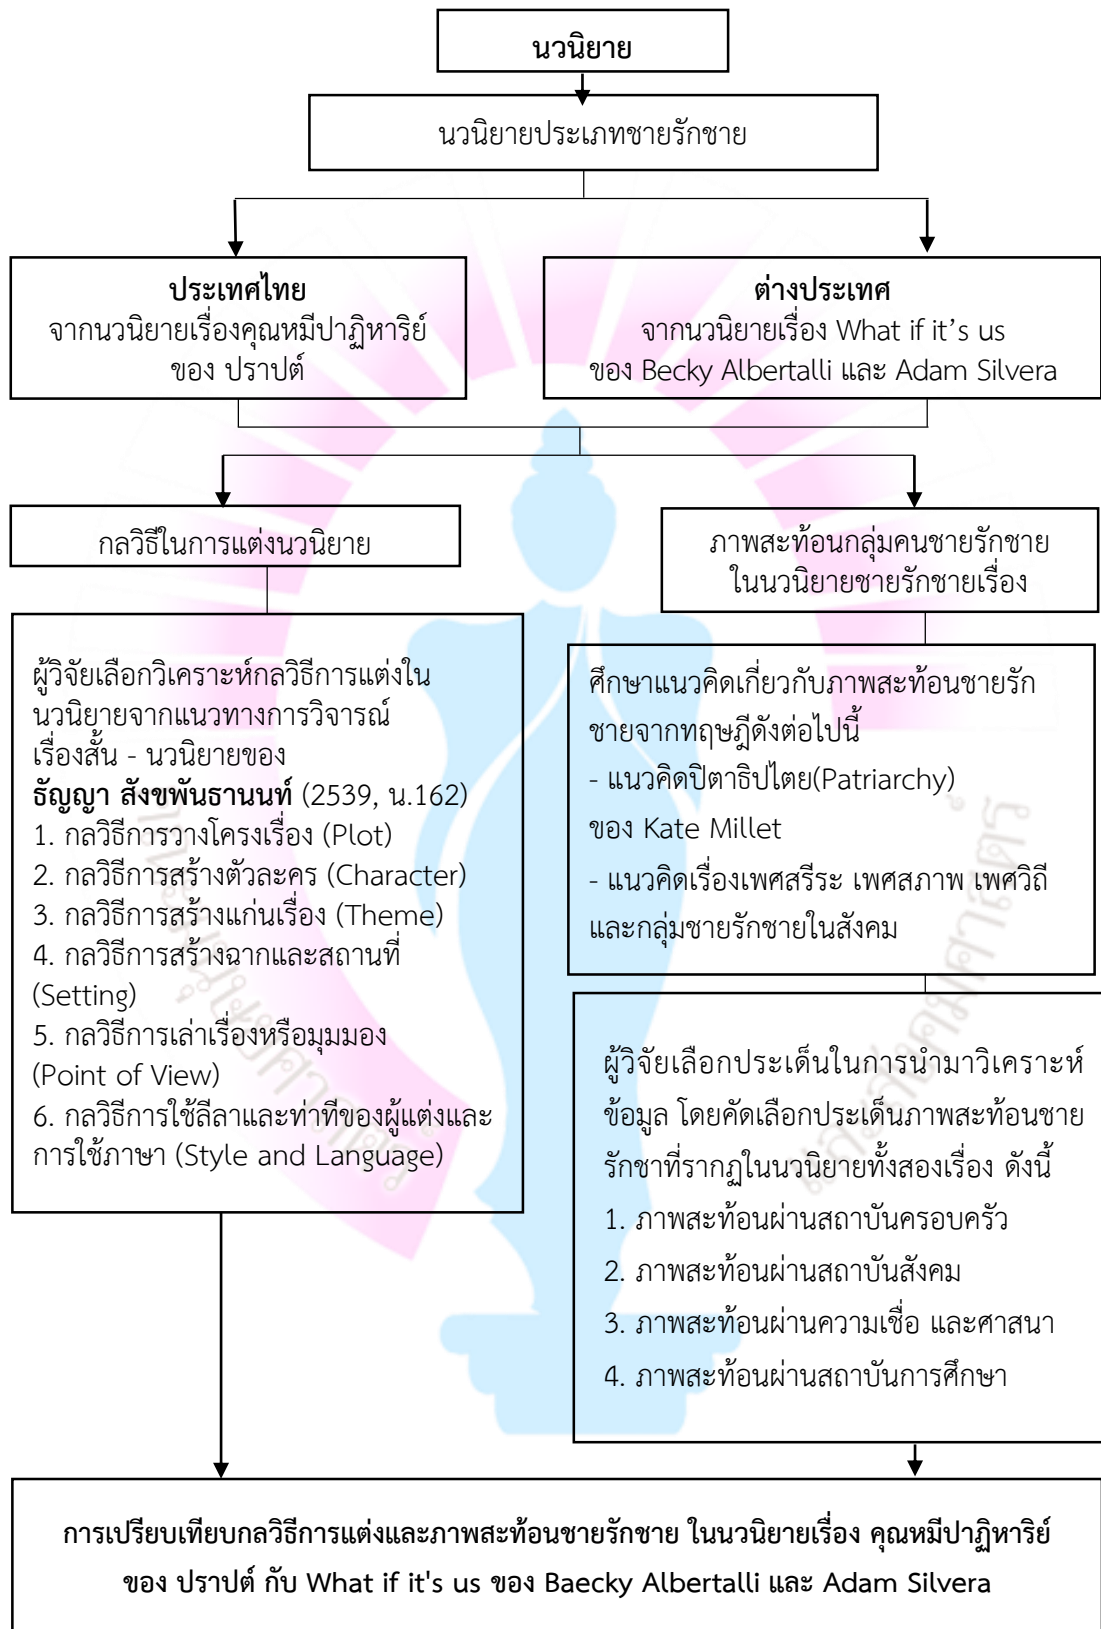 นวนิยาย
นวนิยายประเภทชายรักชาย
ประเทศไทย
จากนวนิยายเรื่องคุณหมีปาฏิหาริย์
ของ ปราปต์
ต่างประเทศ
จากนวนิยายเรื่อง What if it’s us
ของ Becky Albertalli และ Adam Silvera
กลวิธีในการแต่งนวนิยาย
ภาพสะท้อนกลุ่มคนชายรักชาย
ในนวนิยายชายรักชายเรื่อง
ผู้วิจัยเลือกวิเคราะห์กลวิธีการแต่งใน
นวนิยายจากแนวทางการวิจารณ์
เรื่องสั้น - นวนิยายของ
ธัญญา สังขพันธานนท์ (2539, น.162)
1. กลวิธีการวางโครงเรื่อง (Plot)
2. กลวิธีการสร้างตัวละคร (Character)
3. กลวิธีการสร้างแก่นเรื่อง (Theme)
4. กลวิธีการสร้างฉากและสถานที่
(Setting)
5. กลวิธีการเล่าเรื่องหรือมุมมอง
(Point of View)
6. กลวิธีการใช้ลีลาและท่าทีของผู้แต่งและ
การใช้ภาษา (Style and Language)
ศึกษาแนวคิดเกี่ยวกับภาพสะท้อนชายรัก
ชายจากทฤษฎีดังต่อไปนี้
- แนวคิดปิตาธิปไตย(Patriarchy)
ของ Kate Millet
- แนวคิดเรื่องเพศสรีระ เพศสภาพ เพศวิถี
และกลุ่มชายรักชายในสังคม
ผู้วิจัยเลือกประเด็นในการนำมาวิเคราะห์
ข้อมูล โดยคัดเลือกประเด็นภาพสะท้อนชาย
รักชาที่รากฏในนวนิยายทั้งสองเรื่อง ดังนี้
1. ภาพสะท้อนผ่านสถาบันครอบครัว
2. ภาพสะท้อนผ่านสถาบันสังคม
3. ภาพสะท้อนผ่านความเชื่อ และศาสนา
4. ภาพสะท้อนผ่านสถาบันการศึกษา
การเปรียบเทียบกลวิธีการแต่งและภาพสะท้อนชายรักชาย ในนวนิยายเรื่อง คุณหมีปาฏิหาริย์
ของ ปราปต์ กับ What if it's us ของ Baecky Albertalli และ Adam Silvera